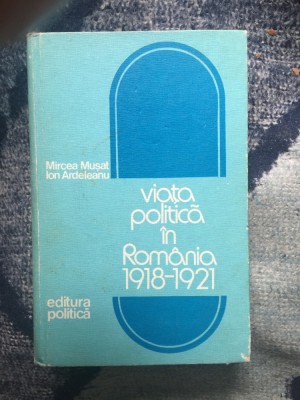 Mircea Mușat
Ion Ardeleanu
viața
politică
în
România
1918-1921
editura
politică